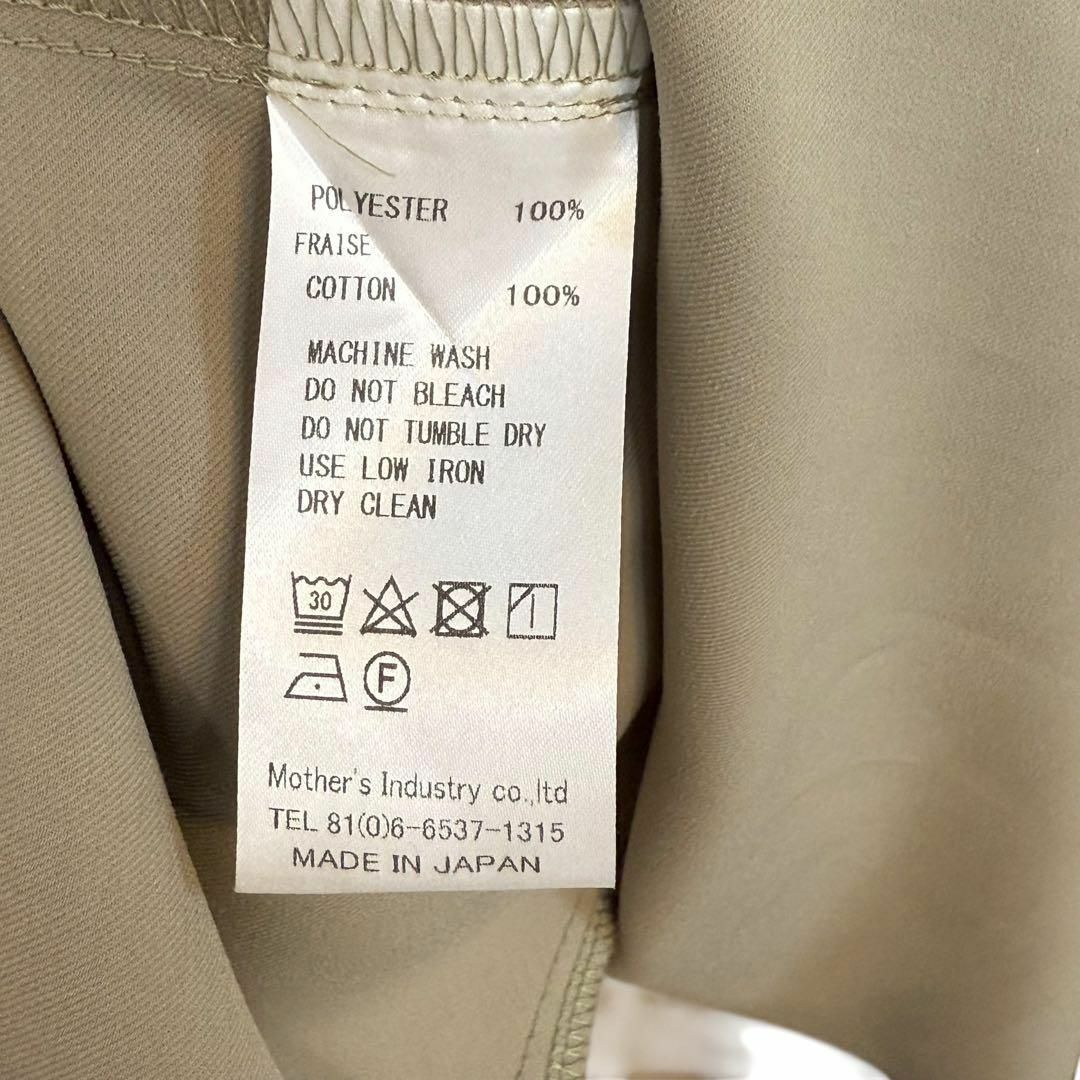 POLYESTER 100%
FRAISE
COTTON 100%
MACHINE WASH
DO NOT BLEACH
DO NOT TUMBLE DRY
USE LOW IRON
DRY CLEAN
30
F
Mother's Industry co.,ltd
TEL 81(0)6-6537-1315
MADE IN JAPAN